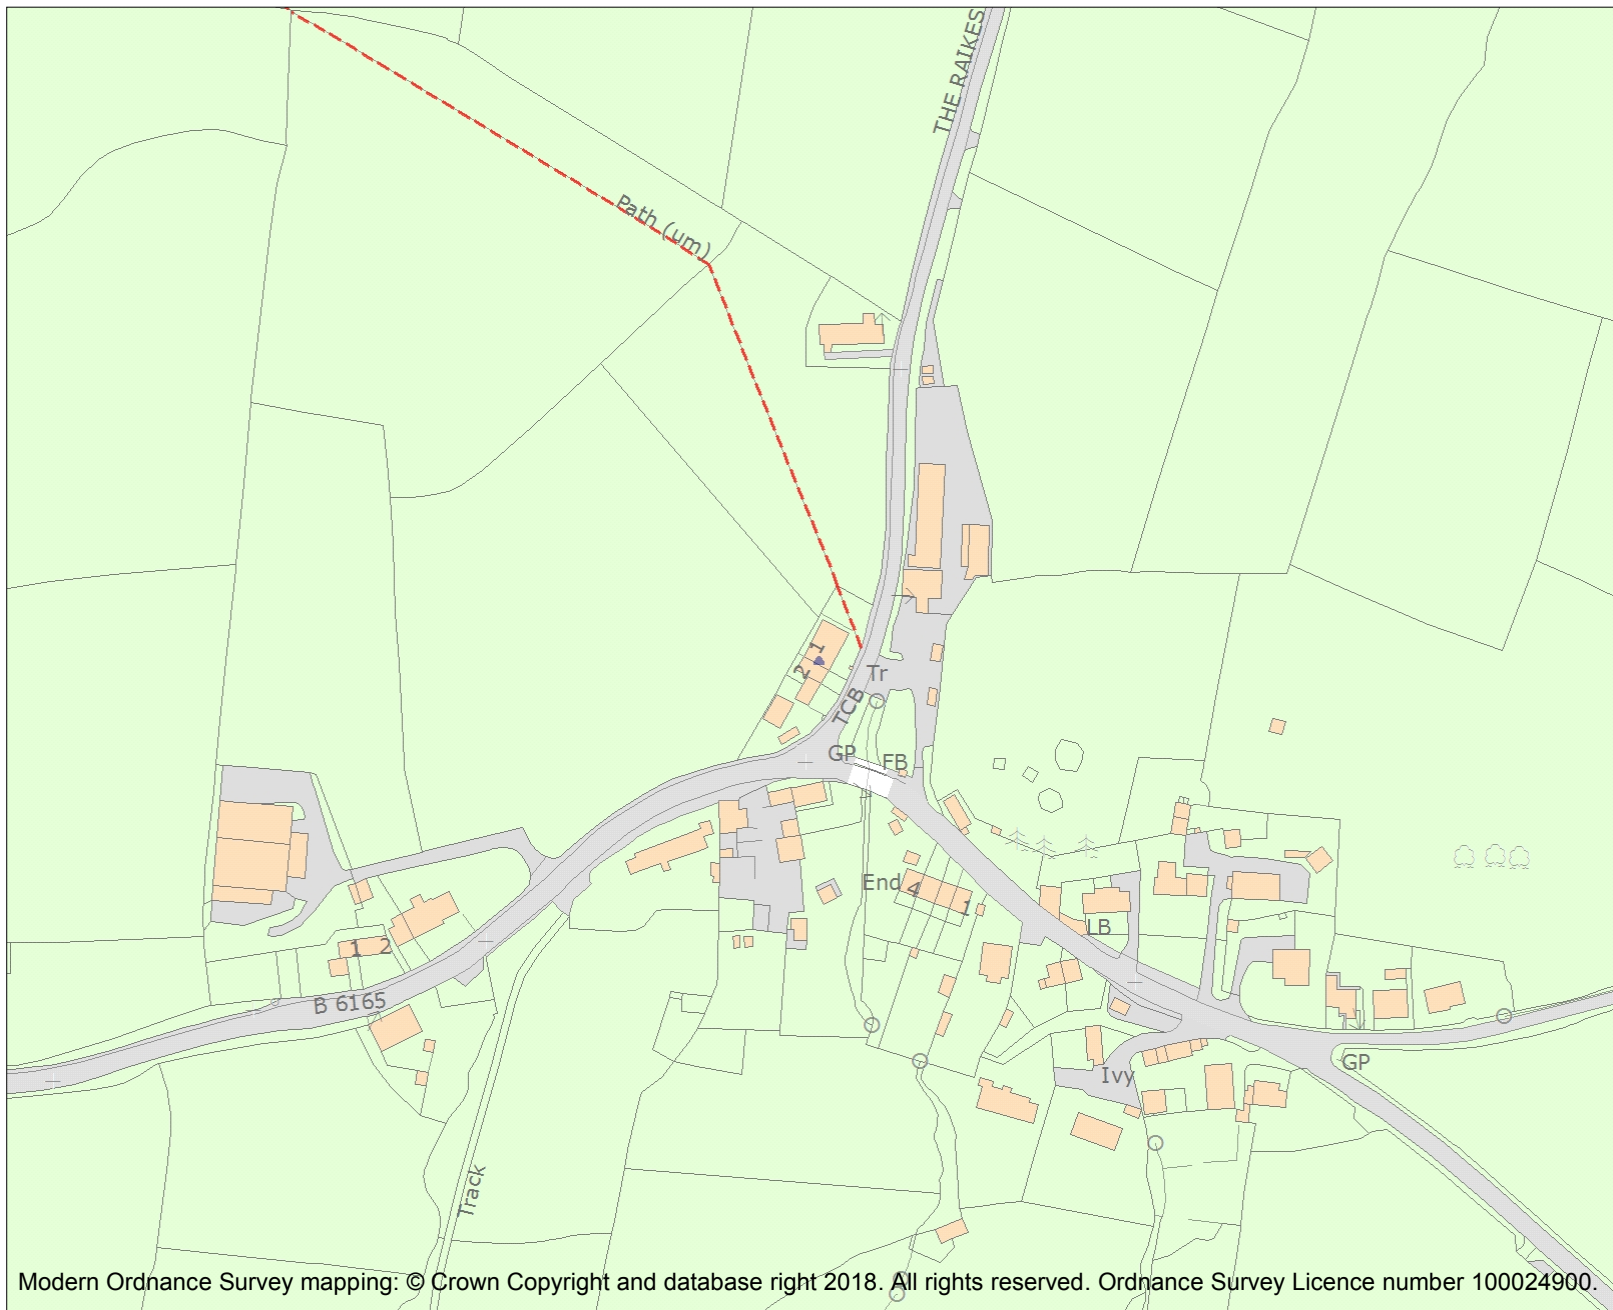 THE RAIKES
Path (um)
1
2
Tr
TCB
GP
FB
End
4
1
LB
1
2
B 6165
GP
Ivy
Track
Modern Ordnance Survey mapping: © Crown Copyright and database right 2018. All rights reserved. Ordnance Survey Licence number 100024900.